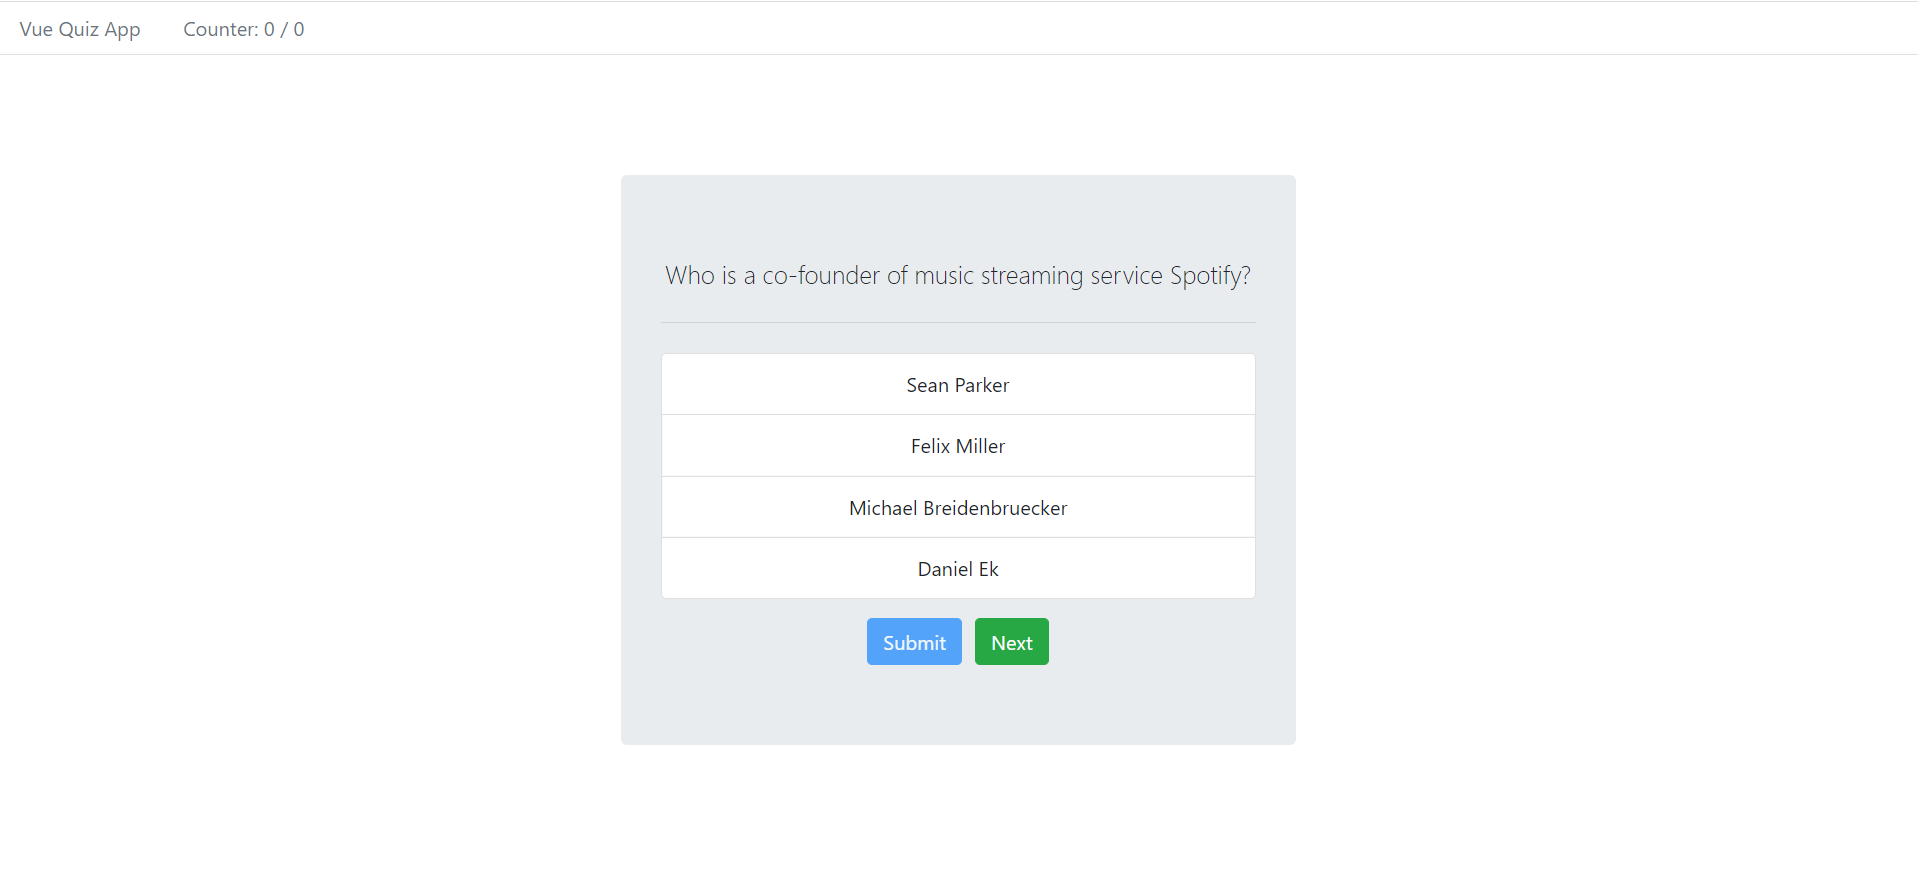 Vue Quiz App Counter: 0 / 0
Who is a co-founder of music streaming service Spotify?
Sean Parker
Felix Miller
Michael Breidenbruecker
Daniel Ek
Submit Next